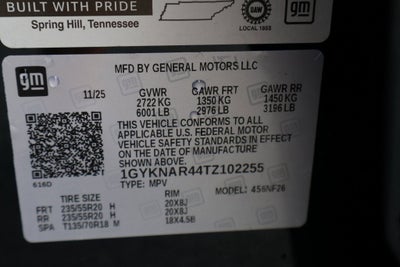 BUILT WITH PRIDE
Spring Hill, Tennessee
UAW
LOCAL 1853
gm
gm
MFD BY GENERAL MOTORS LLC
11/25 GVWR GAWR FRT GAWR RR
2722 KG 1350 KG 1450 KG
6001 LB 2976 LB 3196 LB
THIS VEHICLE CONFORMS TO ALL
APPLICABLE U.S. FEDERAL MOTOR
VEHICLE SAFETY STANDARDS IN EFFECT
ON THE DATE OF MANUFACTURE
SHOWN ABOVE.
1GYKNAR44TZ102255
616D TYPE: MPV MODEL: 456NF26
TIRE SIZE RIM
FRT 235/55R20 H 20X8J
RR 235/55R20 H 20X8J
SPA T135/70R18 M 18X4.5B